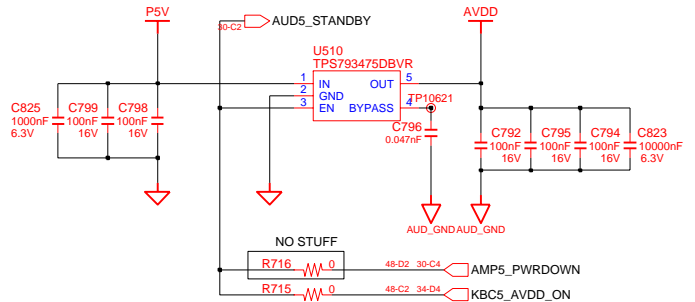 P5V
30-C2
AUD5_STANDBY
AVDD
U510
TPS793475DBVR
1 IN OUT 5
2 GND
3 EN BYPASS 4
TP10621
C825
1000nF
6.3V
C799
100nF
16V
C798
100nF
16V
C796
0.047nF
C792
100nF
16V
C795
100nF
16V
C794
100nF
16V
C823
10000nF
6.3V
AUD_GND AUD_GND
NO STUFF
R716 0 48-D2 30-C4 AMP5_PWRDOWN
R715 0 48-C2 34-D4 KBC5_AVDD_ON